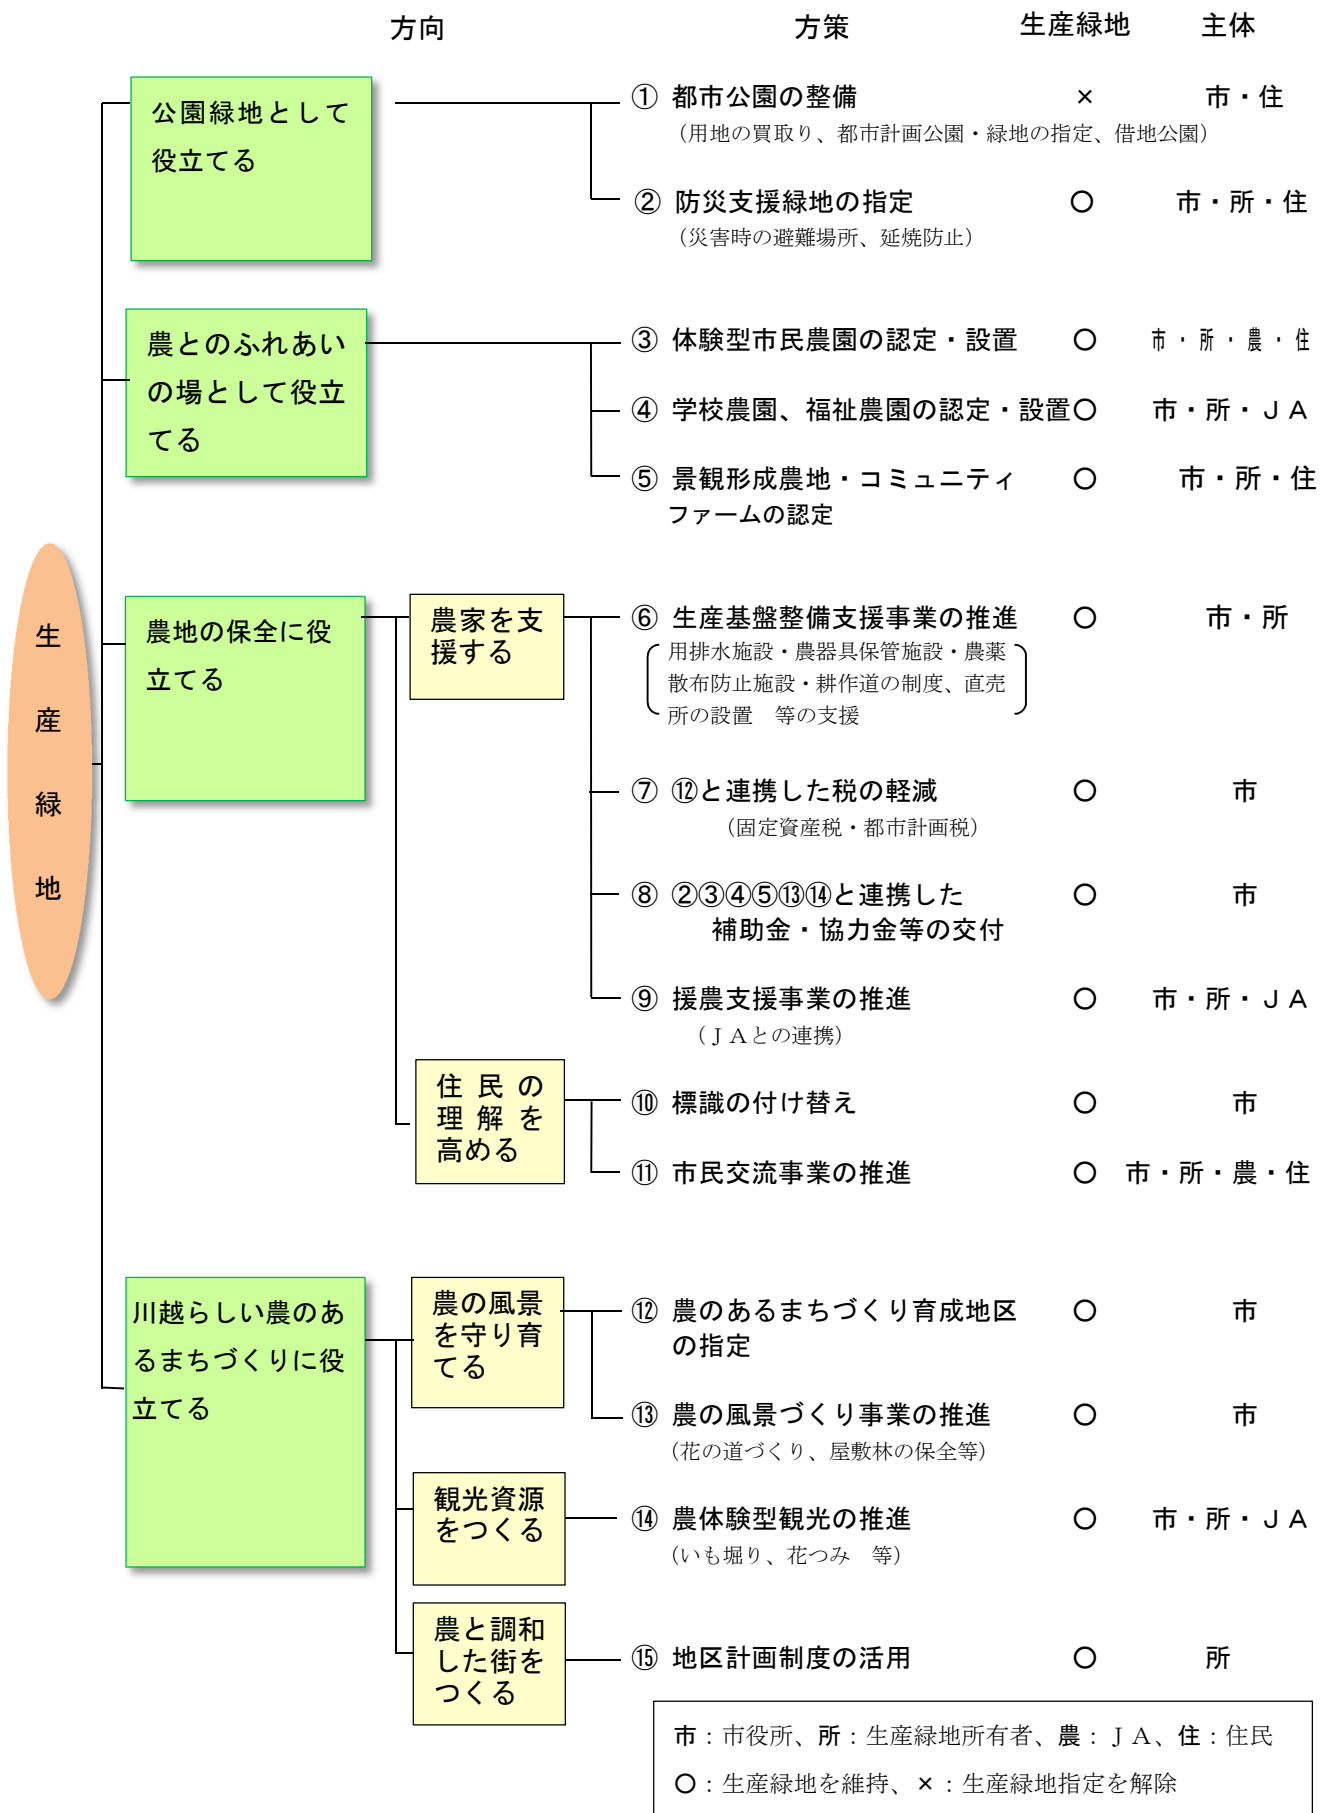 方向 方策 生産緑地 主体
生産緑地
公園緑地として
役立てる
① 都市公園の整備 × 市・住
（用地の買取り、都市計画公園・緑地の指定、借地公園）
② 防災支援緑地の指定 〇 市・所・住
（災害時の避難場所、延焼防止）
農とのふれあい
の場として役立
てる
③ 体験型市民農園の認定・設置 〇 市・所・農・住
④ 学校農園、福祉農園の認定・設置 〇 市・所・ＪＡ
⑤ 景観形成農地・コミュニティ 〇 市・所・住
ファームの認定
農地の保全に役
立てる
農家を支
援する
⑥ 生産基盤整備支援事業の推進 〇 市・所
用排水施設・農器具保管施設・農薬
散布防止施設・耕作道の制度、直売
所の設置　等の支援
⑦ ⑫と連携した税の軽減 〇 市
（固定資産税・都市計画税）
⑧ ②③④⑤⑬⑭と連携した 〇 市
補助金・協力金等の交付
⑨ 援農支援事業の推進 〇 市・所・ＪＡ
（ＪＡとの連携）
住民の
理解を
高める
⑩ 標識の付け替え 〇 市
⑪ 市民交流事業の推進 〇 市・所・農・住
川越らしい農のあ
るまちづくりに役
立てる
農の風景
を守り育
てる
⑫ 農のあるまちづくり育成地区 〇 市
の指定
⑬ 農の風景づくり事業の推進 〇 市
（花の道づくり、屋敷林の保全等）
観光資源
をつくる
⑭ 農体験型観光の推進 〇 市・所・ＪＡ
（いも堀り、花つみ　等）
農と調和
した街を
つくる
⑮ 地区計画制度の活用 〇 所
市：市役所、所：生産緑地所有者、農：ＪＡ、住：住民
〇：生産緑地を維持、×：生産緑地指定を解除